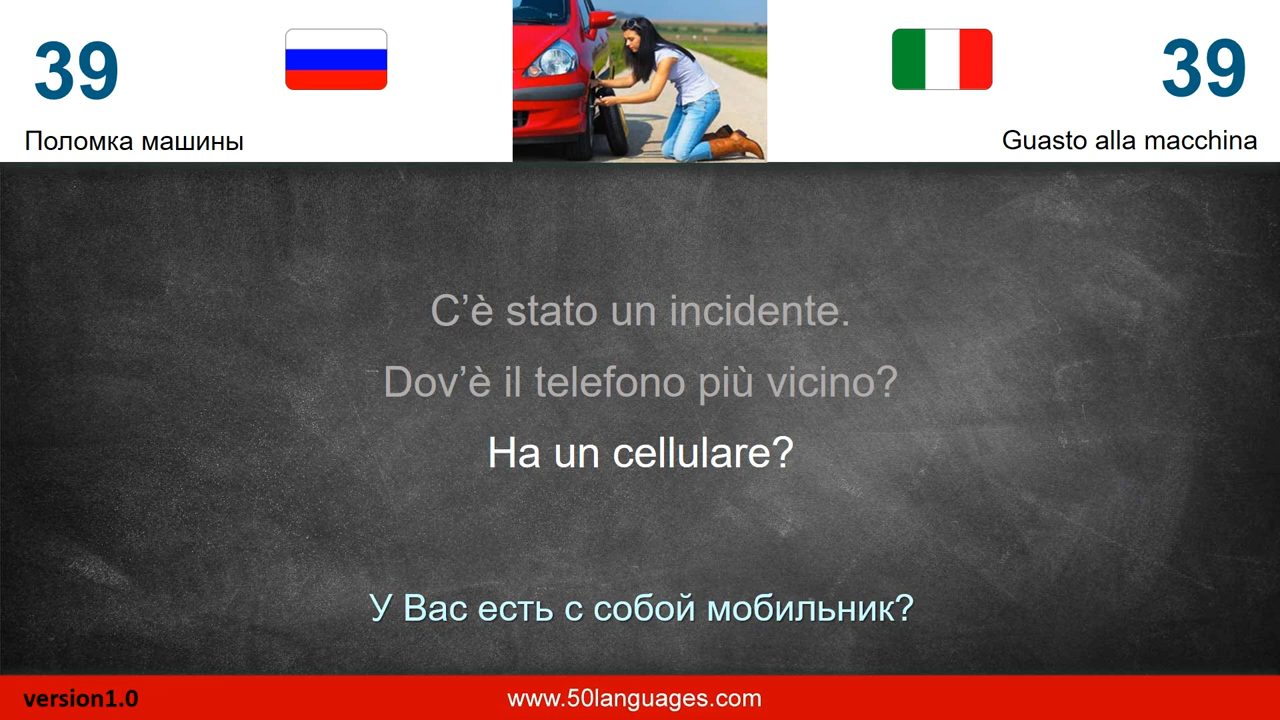 39
39
Поломка машины
Guasto alla macchina
C’è stato un incidente.
Dov’è il telefono più vicino?
Ha un cellulare?
У Вас есть с собой мобильник?
version1.0
www.50languages.com